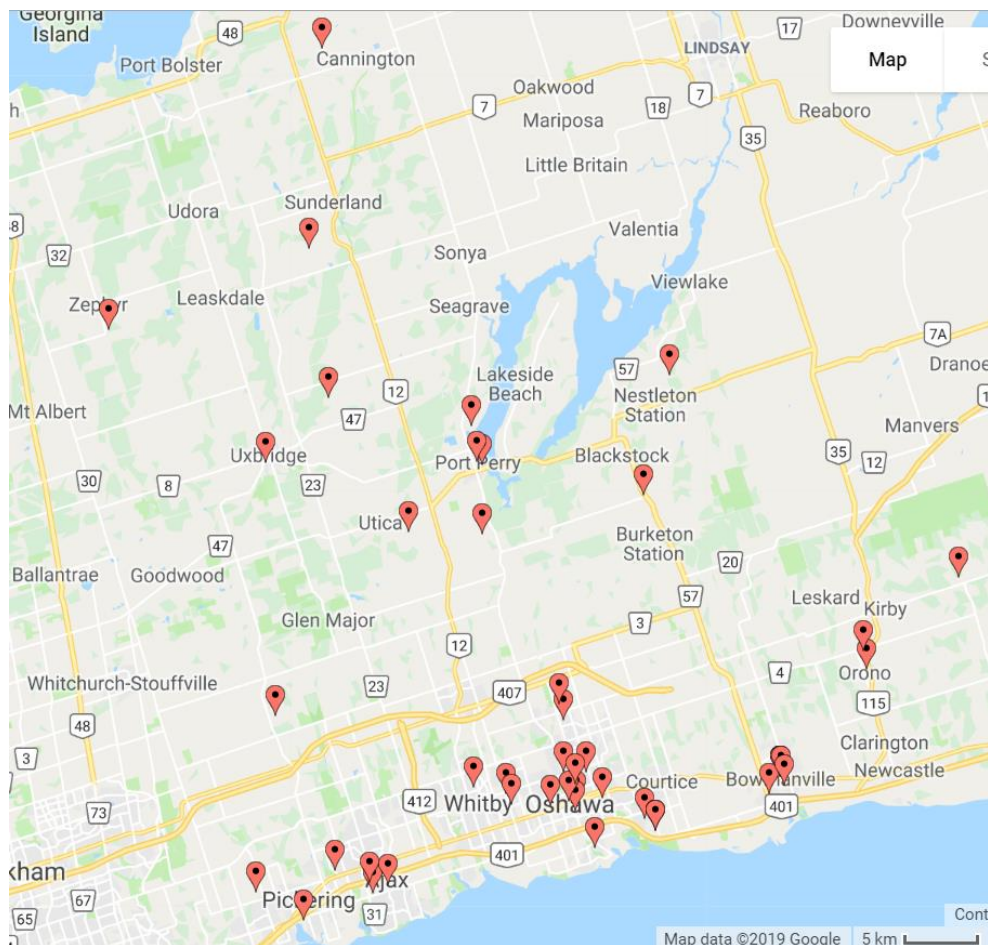 Georgina
Island
48
17
Downeyville
Port Bolster
Cannington
LINDSAY
Map
S
h
7
Oakwood
18
7
Reaboro
Mariposa
35
Little Britain
Sunderland
Udora
Valentia
32
Sonya
Zephyr
Leaskdale
Viewlake
Seagrave
7A
57
Lakeside
Beach
Dranoe
12
Nestleton
Station
Mt Albert
47
Manvers
Uxbridge
Port Perry
Blackstock
35
12
30
8
23
Utica
Burketon
Station
47
20
Ballantrae
Goodwood
57
Leskard
Kirby
Glen Major
3
12
Orono
Whitchurch-Stouffville
23
407
4
115
48
3
Clarington
Courtice
Bowmanville
Newcastle
412
Whitby
Oshawa
401
73
401
kham
Ajax
Pickering
65
31
Cont
67
Map data ©2019 Google
5 km